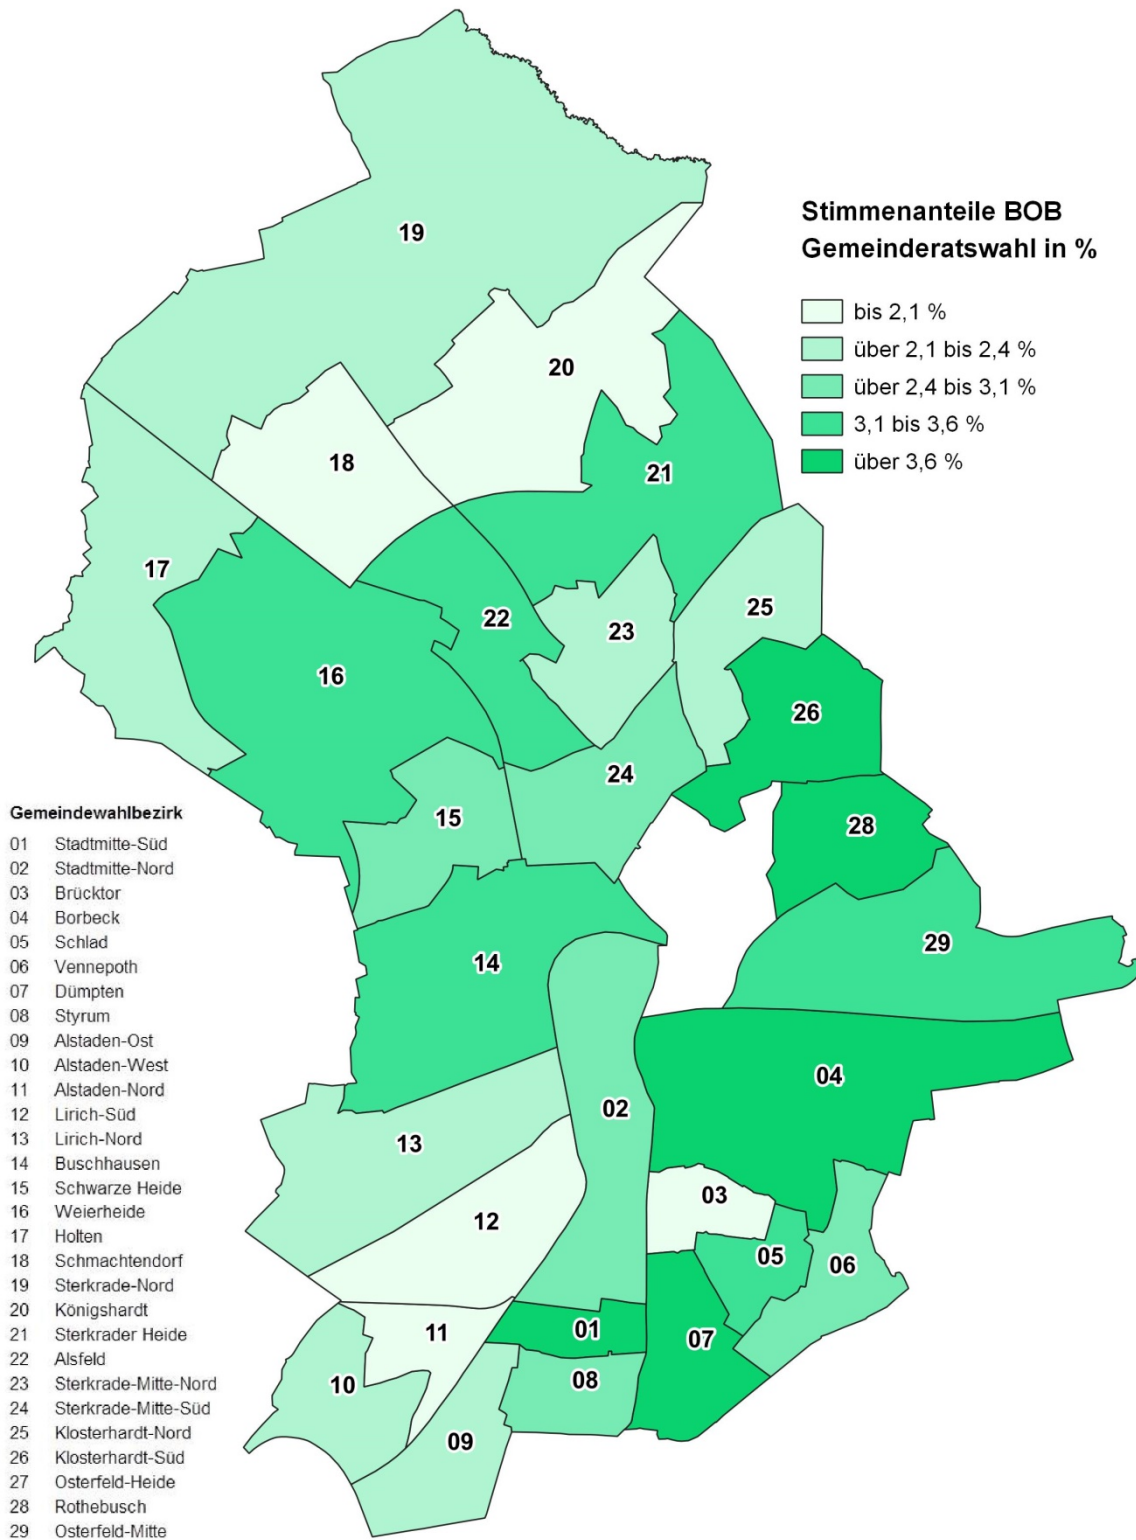 Stimmenanteile BOB
Gemeinderatswahl in %
bis 2,1 %
über 2,1 bis 2,4 %
über 2,4 bis 3,1 %
3,1 bis 3,6 %
über 3,6 %
19
20
18
21
17
22
23
25
16
26
24
15
28
14
29
04
02
13
03
12
05
06
11
01
07
10
08
09
Gemeindewahlbezirk
01 Stadtmitte-Süd
02 Stadtmitte-Nord
03 Brücktor
04 Borbeck
05 Schlad
06 Vennepoth
07 Dümpten
08 Styrum
09 Alstaden-Ost
10 Alstaden-West
11 Alstaden-Nord
12 Lirich-Süd
13 Lirich-Nord
14 Buschhausen
15 Schwarze Heide
16 Weierheide
17 Holten
18 Schmachtendorf
19 Sterkrade-Nord
20 Königshardt
21 Sterkrader Heide
22 Alsfeld
23 Sterkrade-Mitte-Nord
24 Sterkrade-Mitte-Süd
25 Klosterhardt-Nord
26 Klosterhardt-Süd
27 Osterfeld-Heide
28 Rothebusch
29 Osterfeld-Mitte